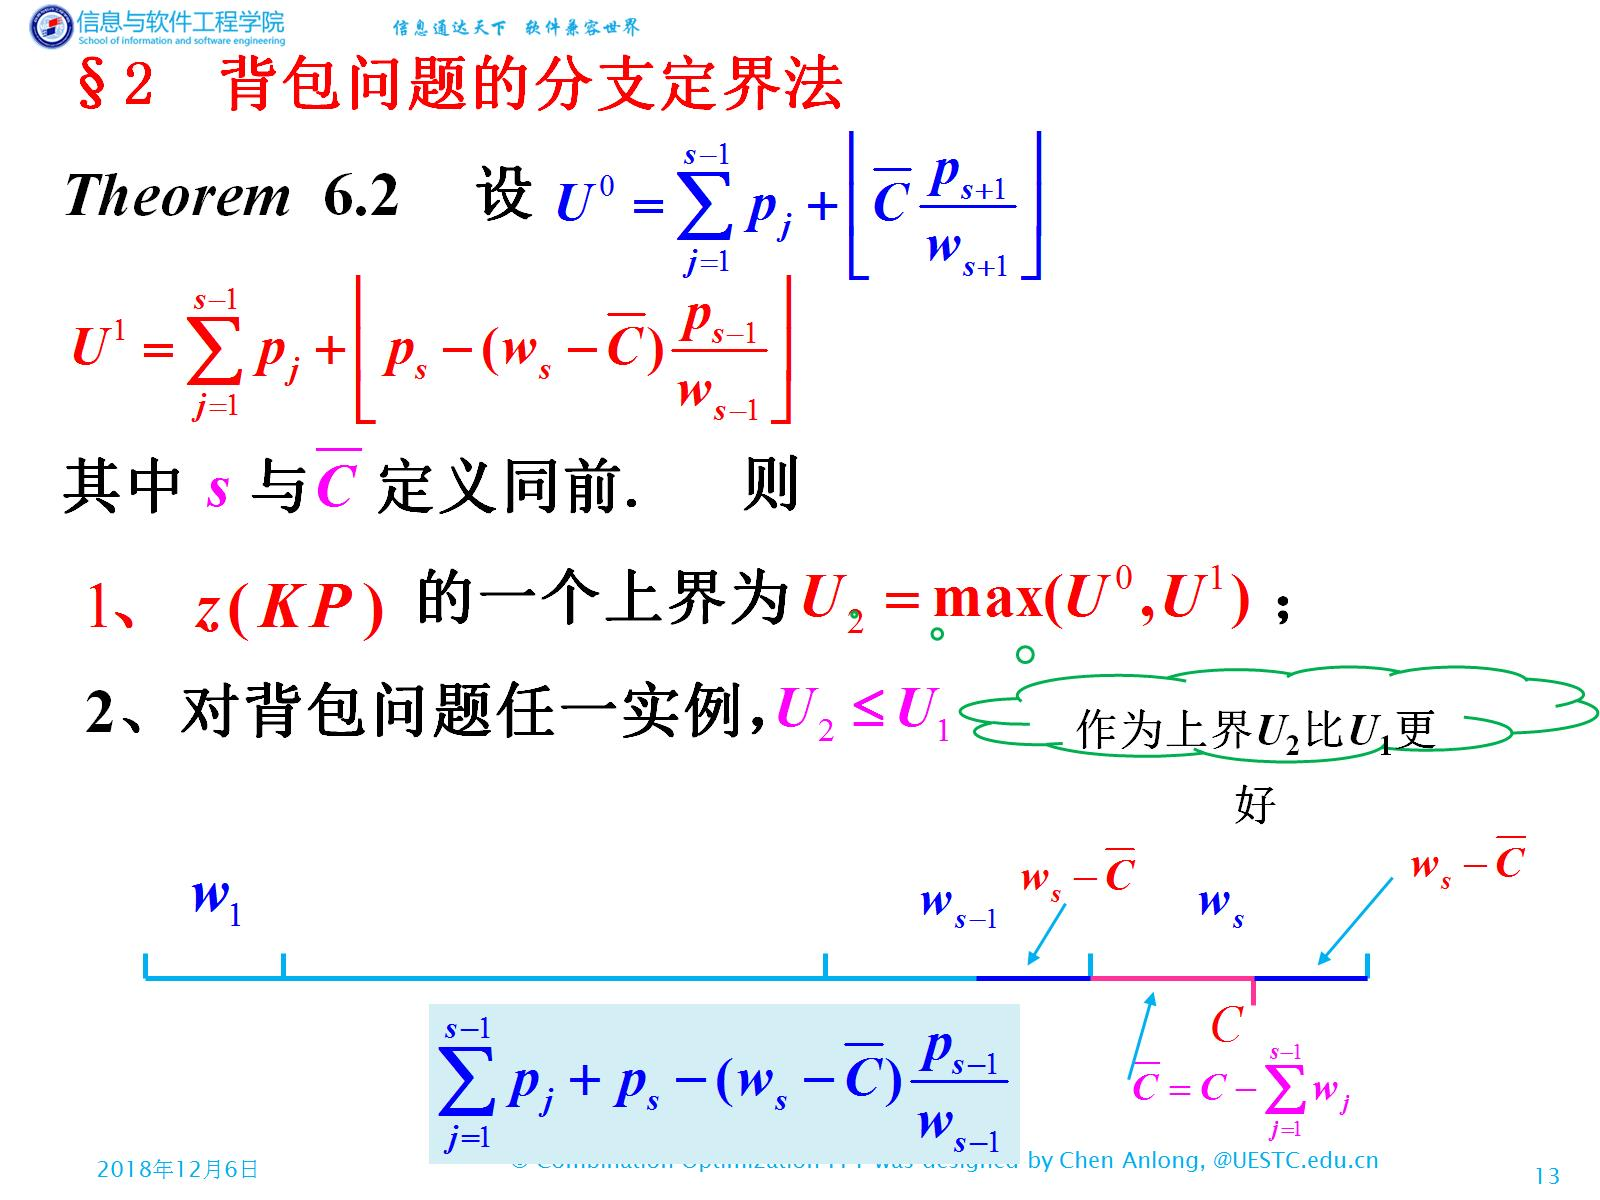 信息与软件工程学院
School of information and software engineering
信息通达天下 软件兼容世界
§2 背包问题的分支定界法
Theorem 6.2 设 U⁰ = ∑_{j=1}^{s−1} p_j + ⌊ C̅ p_{s+1}/w_{s+1} ⌋
U¹ = ∑_{j=1}^{s−1} p_j + ⌊ p_s − (w_s − C̅) p_{s−1}/w_{s−1} ⌋
其中 s 与 C̅ 定义同前. 则
1、 z(KP) 的一个上界为 U₂ = max(U⁰, U¹) ；
2、对背包问题任一实例, U₂ ≤ U₁
作为上界U₂比U₁更
好
w₁ w_{s−1} w_s − C̅ w_s w_s − C̅
C
∑_{j=1}^{s−1} p_j + p_s − (w_s − C̅) p_{s−1}/w_{s−1}
C̅ = C − ∑_{j=1}^{s−1} w_j
2018年12月6日
by Chen Anlong, @UESTC.edu.cn
13